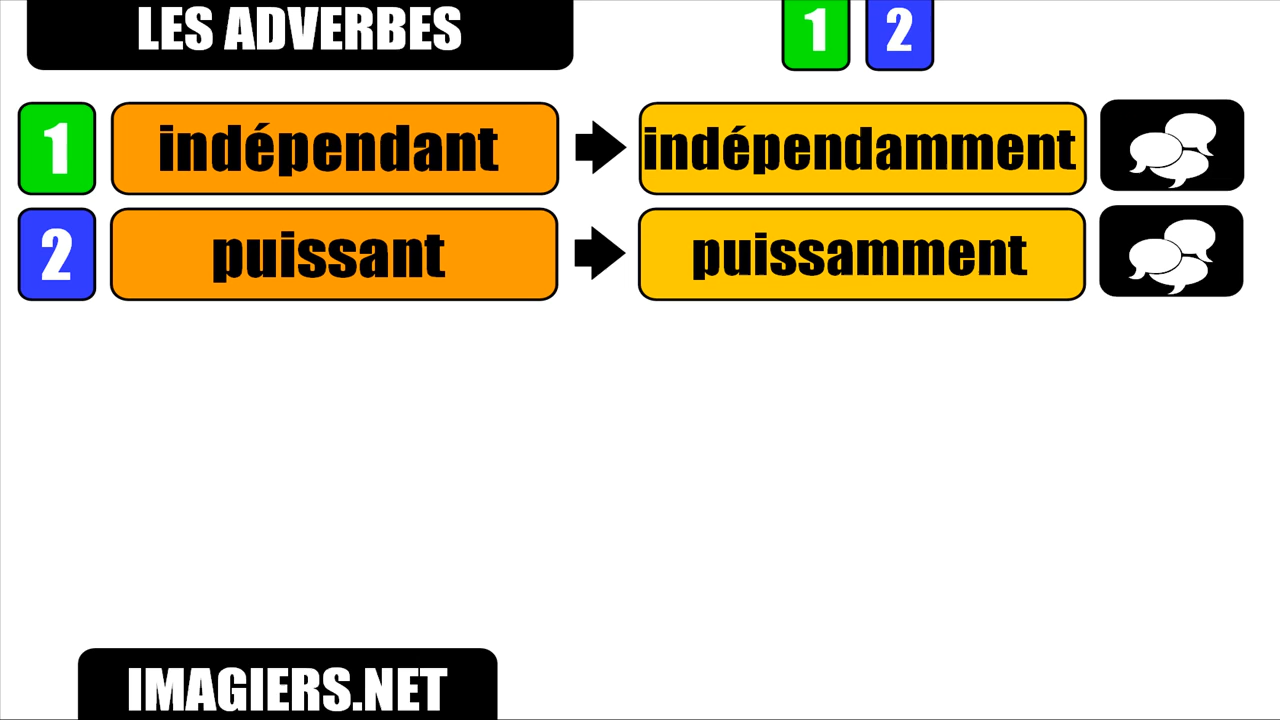 LES ADVERBES
1 2
1 indépendant indépendamment
2 puissant puissamment
IMAGIERS.NET